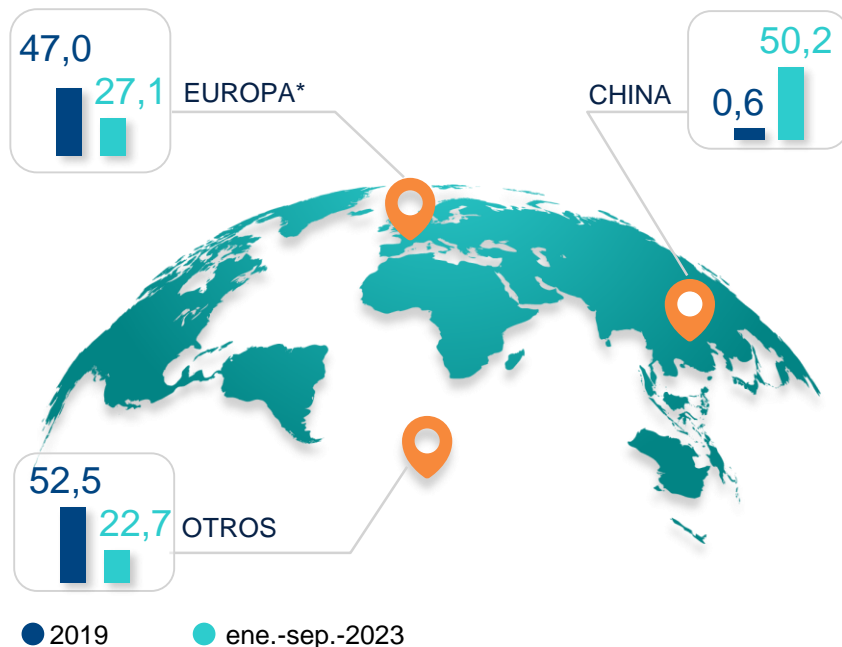 47,0
27,1
EUROPA*
CHINA
0,6
50,2
52,5
22,7
OTROS
2019
ene.-sep.-2023